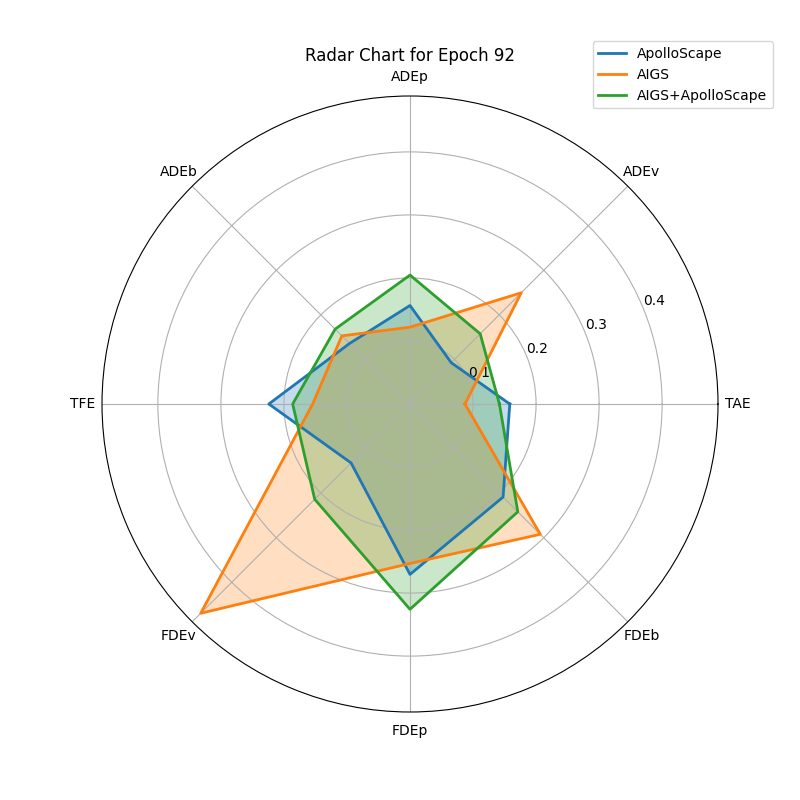 Radar Chart for Epoch 92
ApolloScape
AIGS
AIGS+ApolloScape
ADEp
ADEb
ADEv
0.4
0.3
0.2
0.1
TFE
TAE
FDEv
FDEb
FDEp